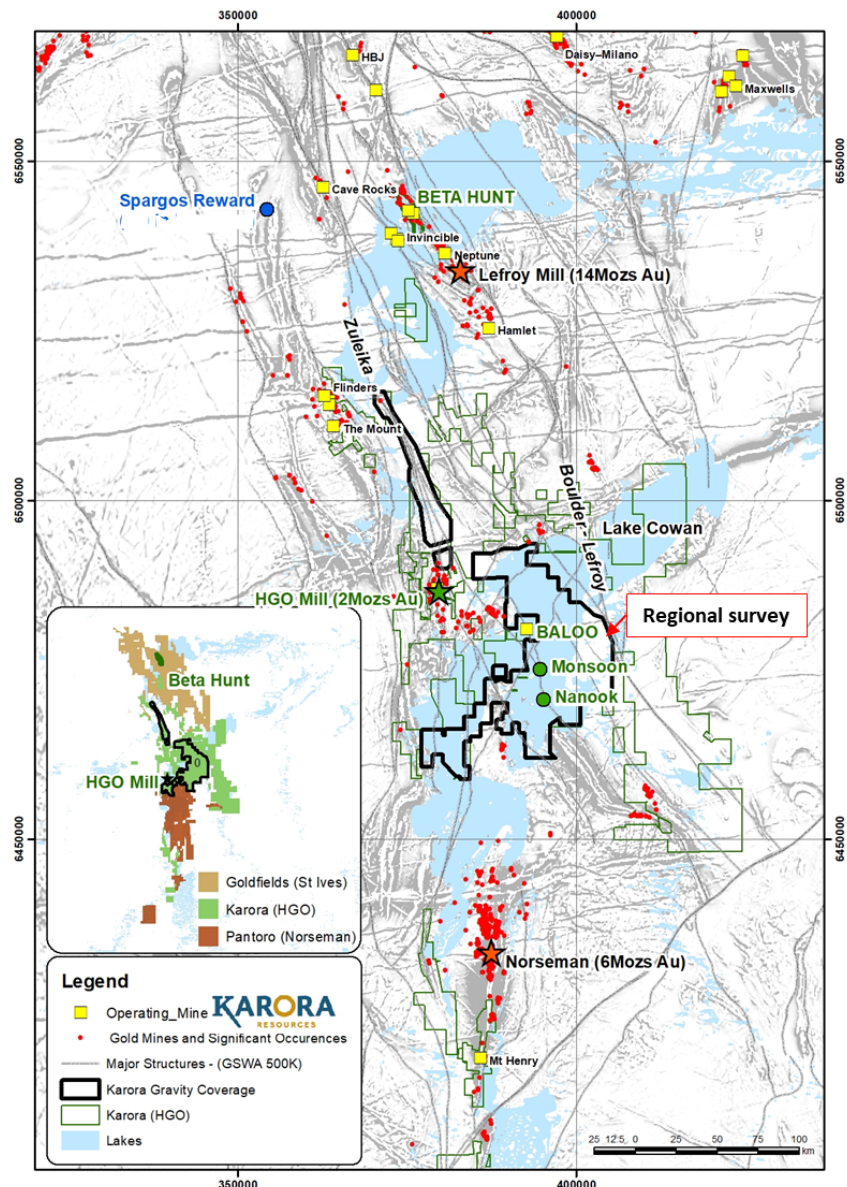 350000
400000
HBJ
Daisy–Milano
Maxwells
6550000
6550000
Spargos Reward
Cave Rocks
BETA HUNT
Invincible
Neptune
Lefroy Mill (14Mozs Au)
Hamlet
Zuleika
Flinders
The Mount
6500000
6500000
Boulder - Lefroy
Lake Cowan
HGO Mill (2Mozs Au)
Regional survey
BALOO
Monsoon
Nanook
Beta Hunt
0
HGO Mill
Goldfields (St Ives)
Karora (HGO)
Pantoro (Norseman)
6450000
6450000
Norseman (6Mozs Au)
Mt Henry
Legend
Operating_Mine
KARORA
RESOURCES
Gold Mines and Significant Occurences
Major Structures - (GSWA 500K)
Karora Gravity Coverage
Karora (HGO)
Lakes
25 12.5 0 25 50 75 100
km
350000
400000